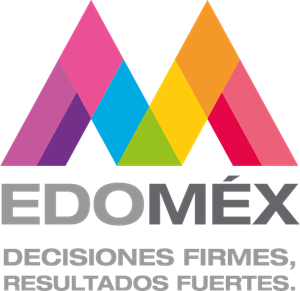 EDOMÉX
DECISIONES FIRMES,
RESULTADOS FUERTES.